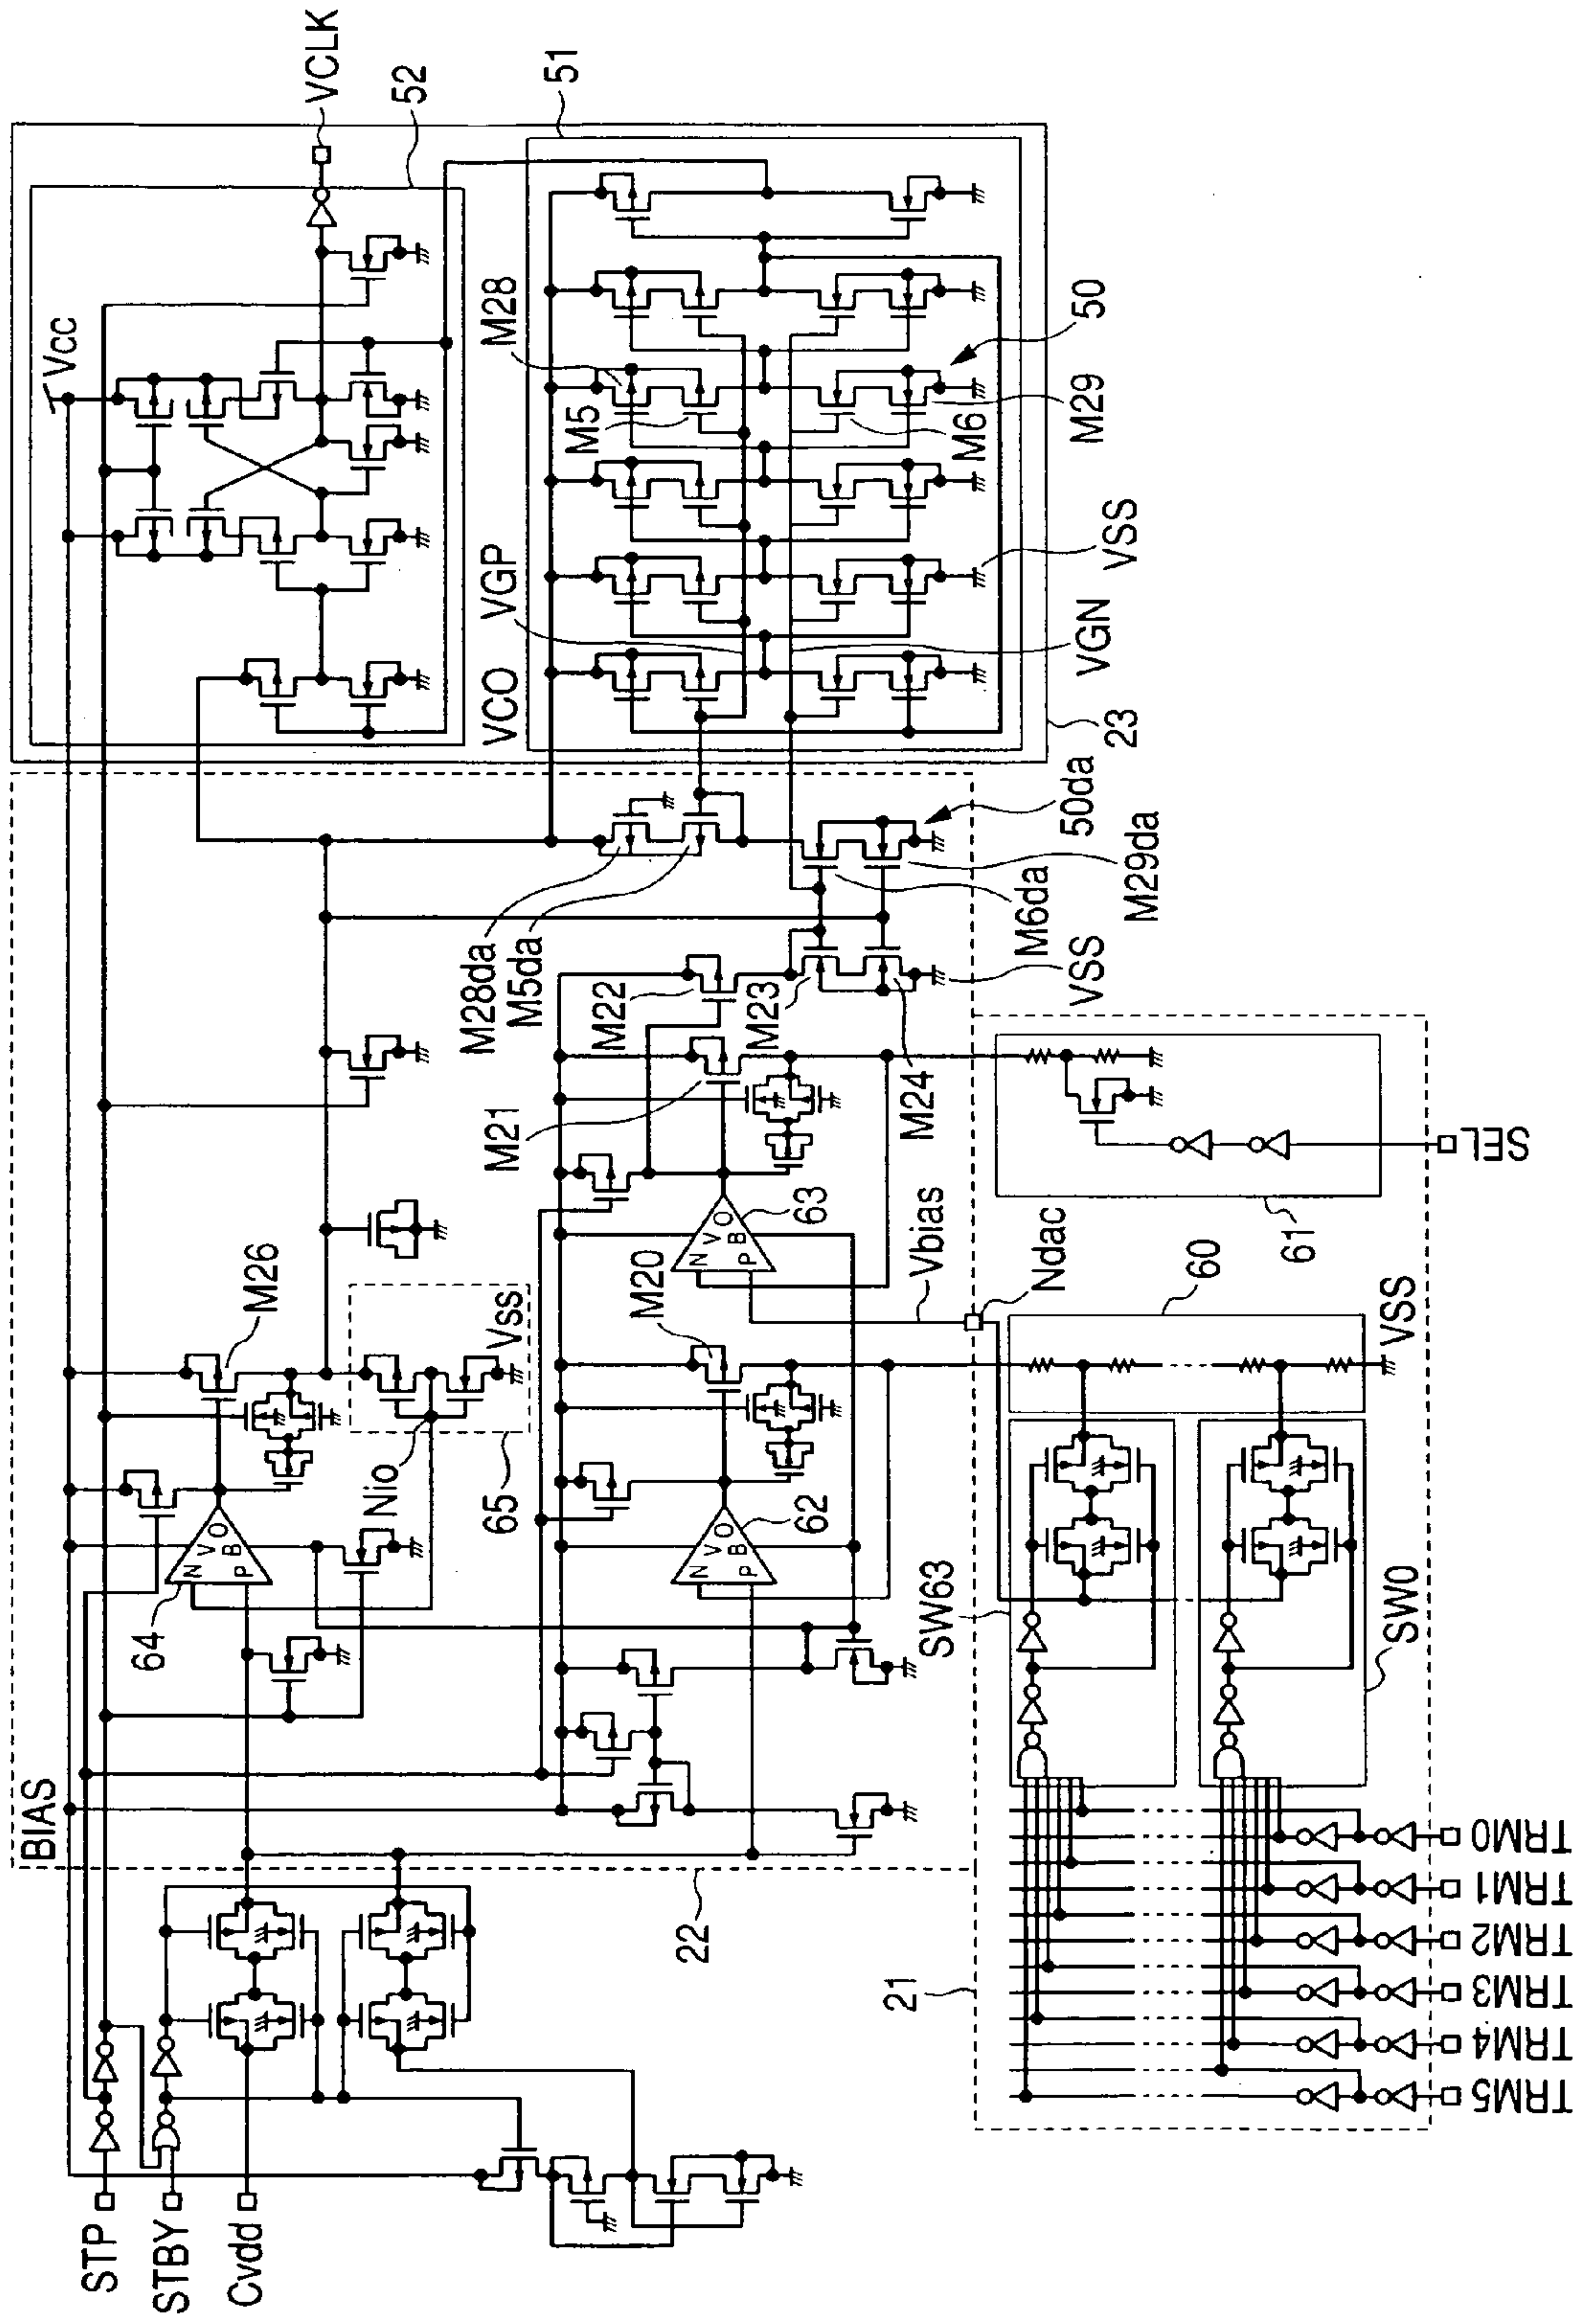 VCLK
52
51
Vcc
M28
50
M5
M6
M29
VGP
VSS
VCO
VGN
23
50da
M28da
M5da
M6da
M29da
M22
M23
VSS
M21
M24
SEL
63
N
V
O
P
B
Vbias
Ndac
61
60
M26
M20
Vss
VSS
Nio
65
64
N
V
O
P
B
62
N
V
O
P
B
SW63
SW0
BIAS
22
21
TRM0
TRM1
TRM2
TRM3
TRM4
TRM5
STP
STBY
Cvdd